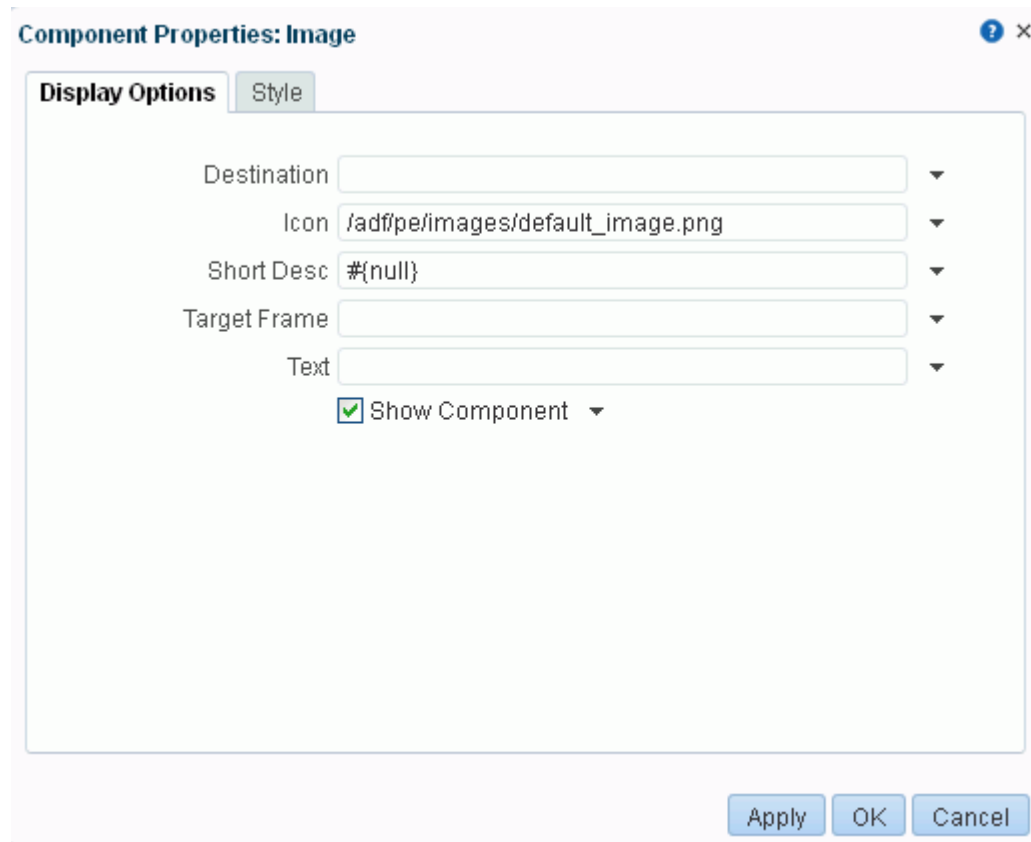 Component Properties: Image ?
Display Options Style
Destination
Icon /adf/pe/images/default_image.png
Short Desc #{null}
Target Frame
Text
Show Component
Apply OK Cancel